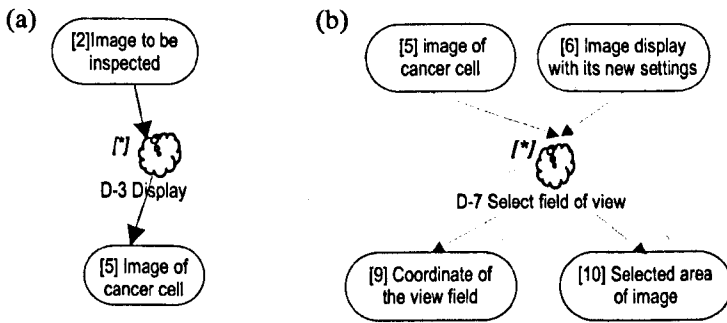 (a)
[2]Image to be
inspected
[*]
D-3 Display
[5] Image of
cancer cell
(b)
[5] image of
cancer cell
[6] Image display
with its new settings
[*]
D-7 Select field of view
[9] Coordinate of
the view field
[10] Selected area
of image